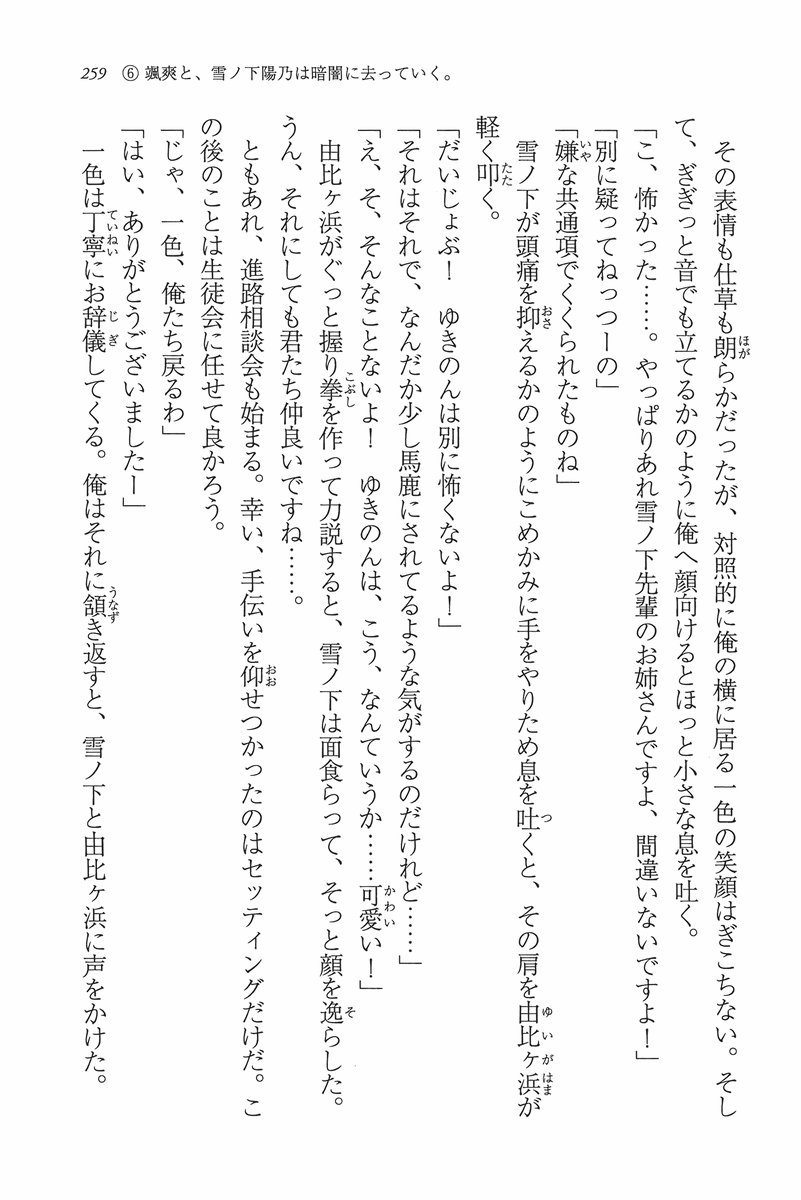 259 ⑥ 颯爽と、雪ノ下陽乃は暗闇に去っていく。
その表情も仕草も朗らかだったが、対照的に俺の横に居る一色の笑顔はぎこちない。そし
て、ぎぎっと音でも立てるかのように俺へ顔向けるとほっと小さな息を吐く。
「こ、怖かった……。やっぱりあれ雪ノ下先輩のお姉さんですよ、間違いないですよ！」
「別に疑ってねっつーの」
「嫌な共通項でくくられたものね」
雪ノ下が頭痛を抑えるかのようにこめかみに手をやりため息を吐くと、その肩を由比ヶ浜が
軽く叩く。
「だいじょぶ！　ゆきのんは別に怖くないよ！」
「それはそれで、なんだか少し馬鹿にされてるような気がするのだけれど……」
「え、そ、そんなことないよ！　ゆきのんは、こう、なんていうか……可愛い！」
由比ヶ浜がぐっと握り拳を作って力説すると、雪ノ下は面食らって、そっと顔を逸らした。
うん、それにしても君たち仲良いですね……。
ともあれ、進路相談会も始まる。幸い、手伝いを仰せつかったのはセッティングだけだ。こ
の後のことは生徒会に任せて良かろう。
「じゃ、一色、俺たち戻るわ」
「はい、ありがとうございましたー」
一色は丁寧にお辞儀してくる。俺はそれに頷き返すと、雪ノ下と由比ヶ浜に声をかけた。